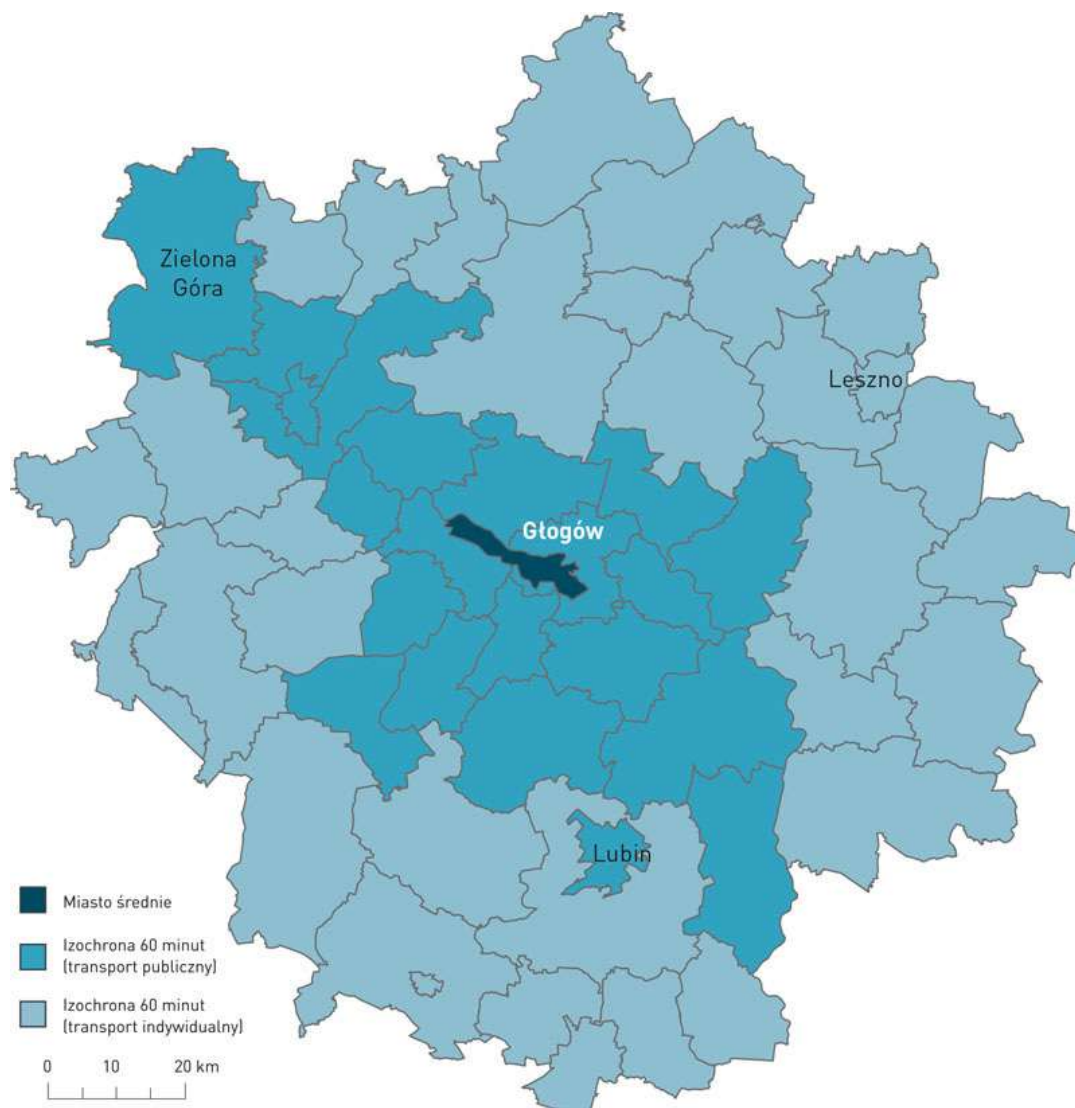 Zielona
Góra
Leszno
Głogów
Lubin
Miasto średnie
Izochrona 60 minut
(transport publiczny)
Izochrona 60 minut
(transport indywidualny)
0 10 20 km